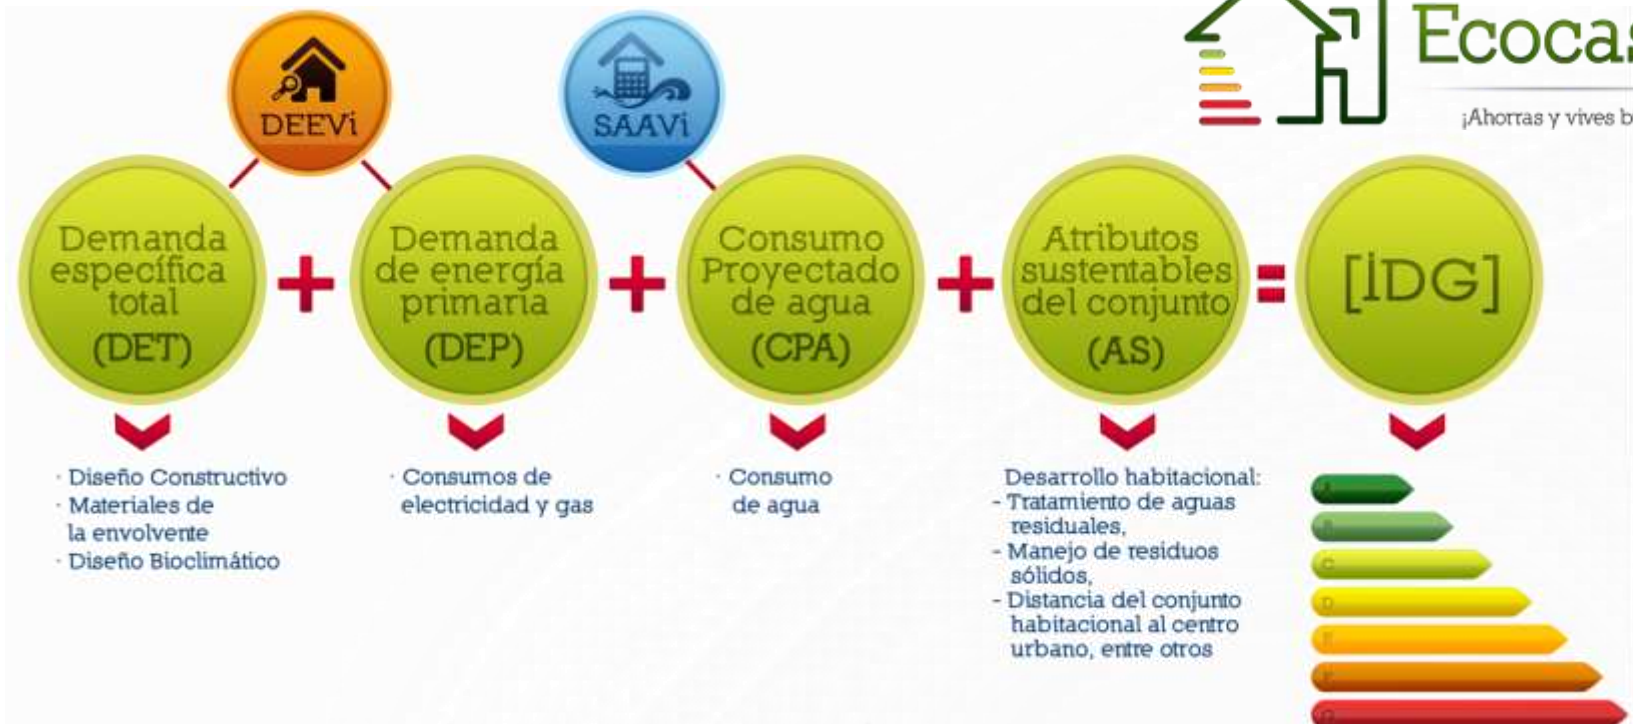 Ecocas
¡Ahorras y vives b
DEEVi
SAAVi
Demanda
específica
total
(DET)
+
Demanda
de energía
primaria
(DEP)
+
Consumo
Proyectado
de agua
(CPA)
+
Atributos
sustentables
del conjunto
(AS)
=
[İDG]
· Diseño Constructivo
· Materiales de
la envolvente
· Diseño Bioclimático
· Consumos de
electricidad y gas
· Consumo
de agua
Desarrollo habitacional:
- Tratamiento de aguas
residuales,
- Manejo de residuos
sólidos,
- Distancia del conjunto
habitacional al centro
urbano, entre otros
A
B
C
D
E
F
G